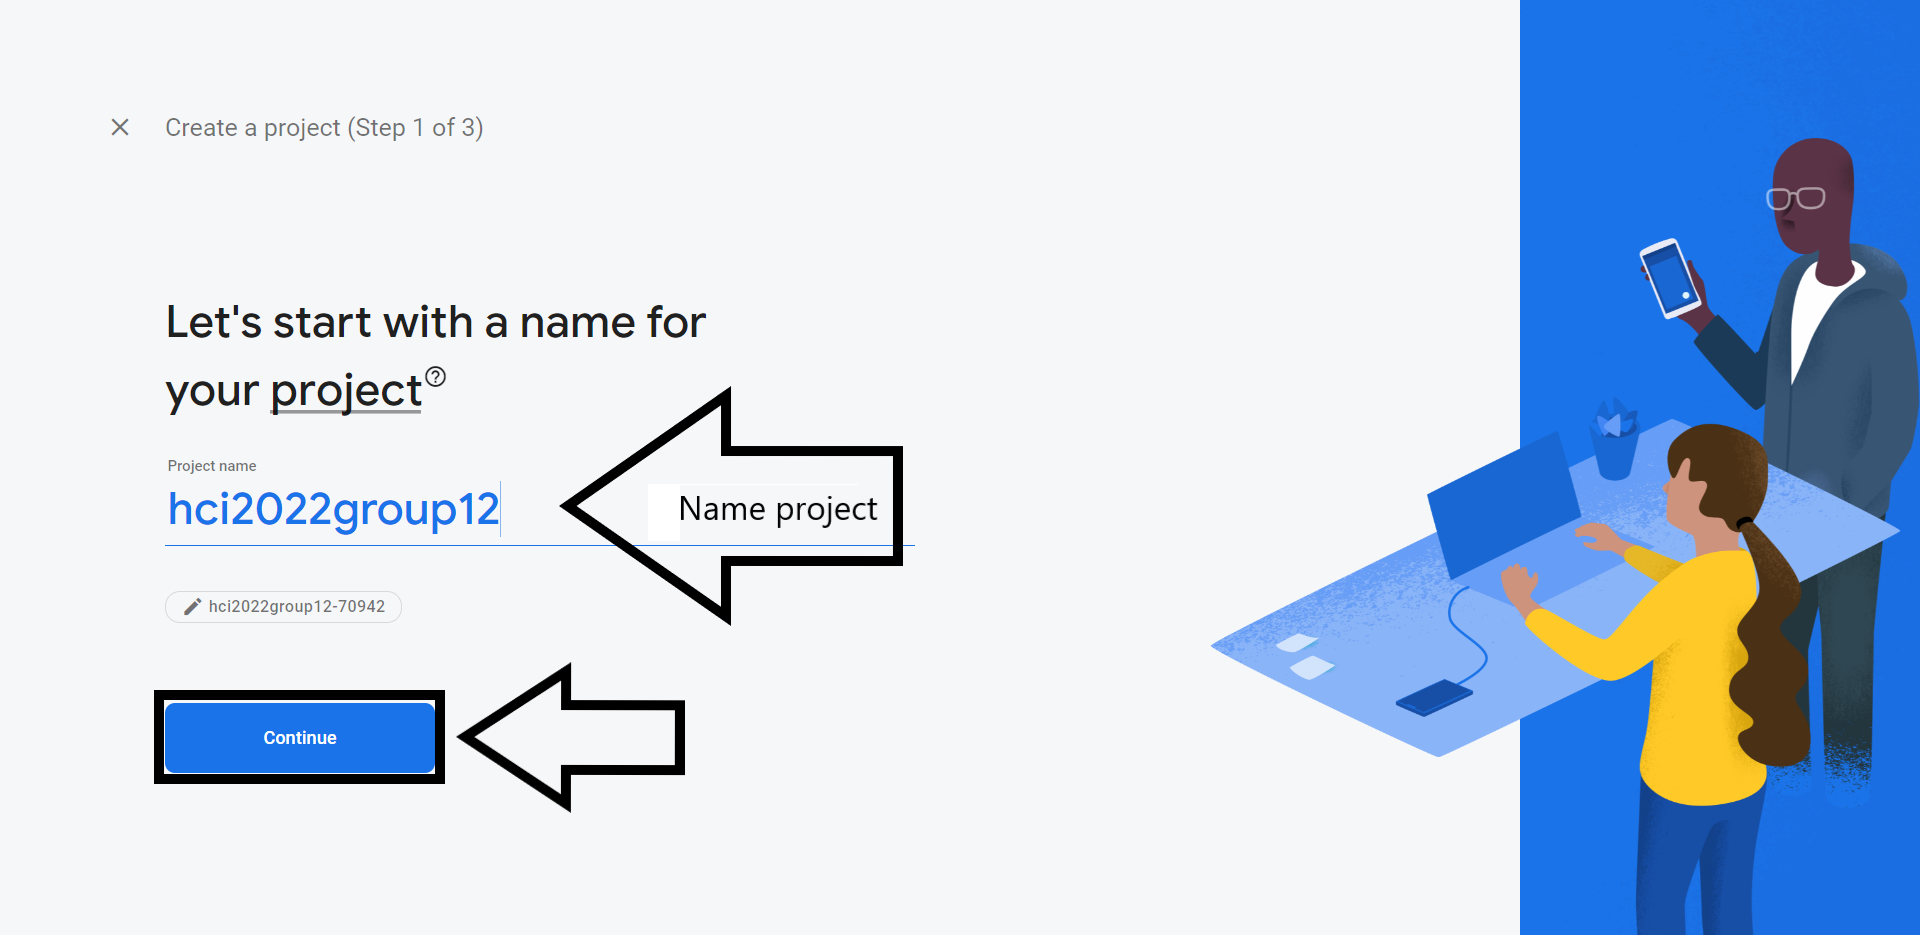 Create a project (Step 1 of 3)
Let's start with a name for
your project
Project name
hci2022group12
Name project
hci2022group12-70942
Continue